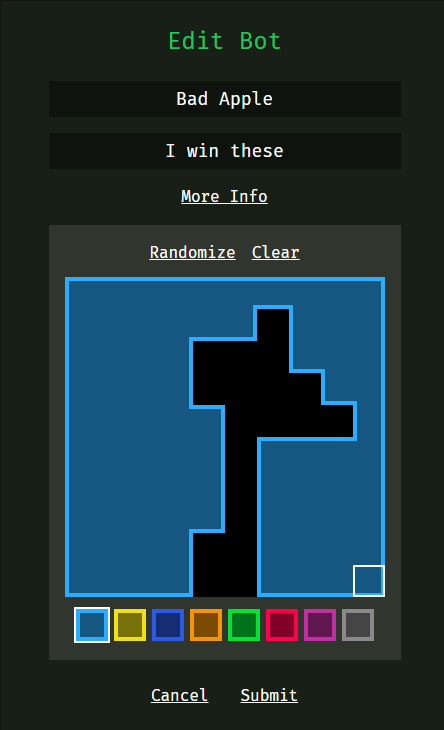 Edit Bot
Bad Apple
I win these
More Info
Randomize Clear
Cancel Submit